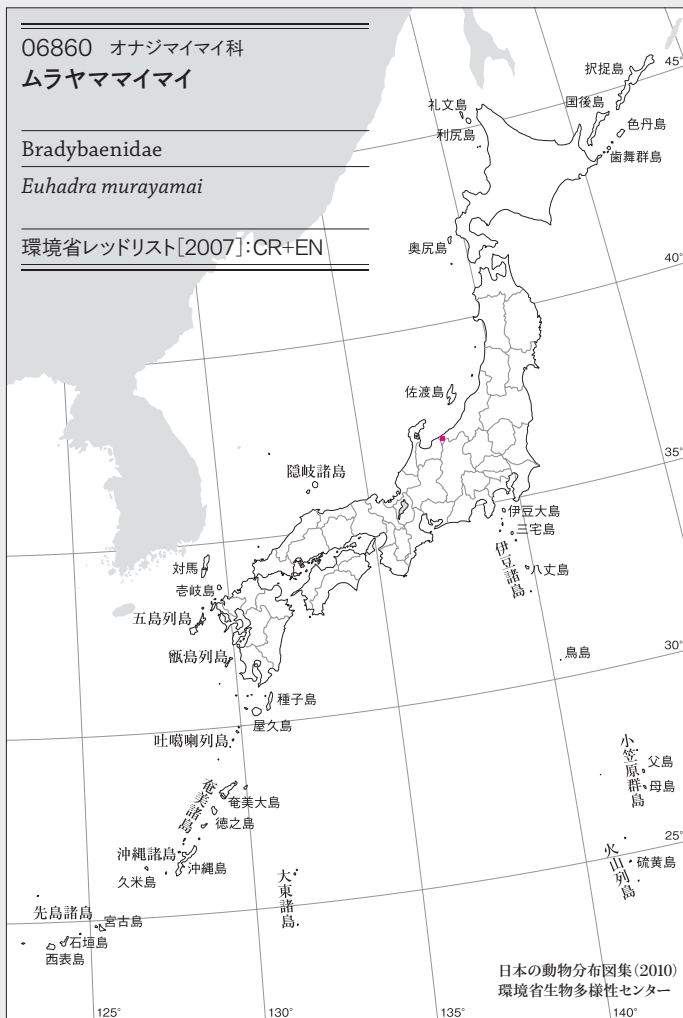 06860 オナジマイマイ科
ムラヤママイマイ
Bradybaenidae
Euhadra murayamai
環境省レッドリスト[2007]:CR+EN
択捉島
45°
国後島
礼文島
色丹島
利尻島
歯舞群島
奥尻島
40°
佐渡島
35°
隠岐諸島
伊豆大島
三宅島
伊豆諸島
八丈島
対馬
壱岐島
五島列島
甑島列島
鳥島
30°
種子島
屋久島
吐噶喇列島
小笠原群島
父島
母島
奄美諸島
奄美大島
徳之島
25°
沖縄諸島
沖縄島
久米島
火山列島
硫黄島
大東諸島
先島諸島
宮古島
石垣島
西表島
日本の動物分布図集(2010)
環境省生物多様性センター
125°
130°
135°
140°